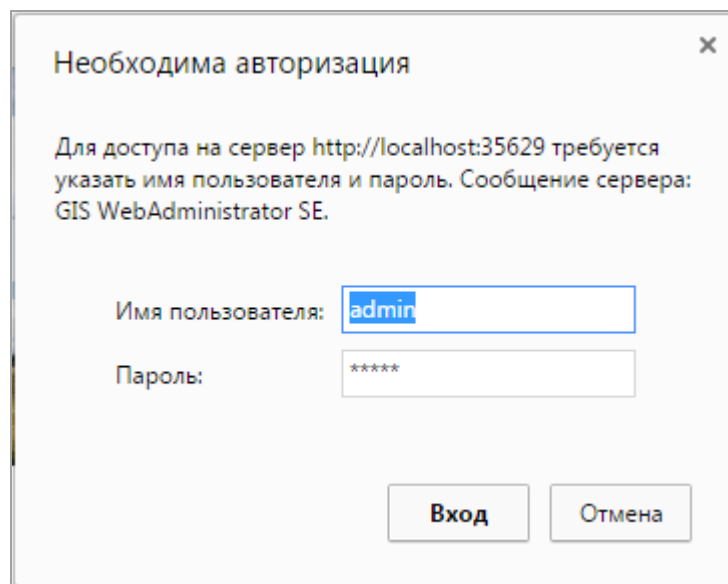 Необходима авторизация
Для доступа на сервер http://localhost:35629 требуется
указать имя пользователя и пароль. Сообщение сервера:
GIS WebAdministrator SE.
Имя пользователя: admin
Пароль: *****
Вход Отмена